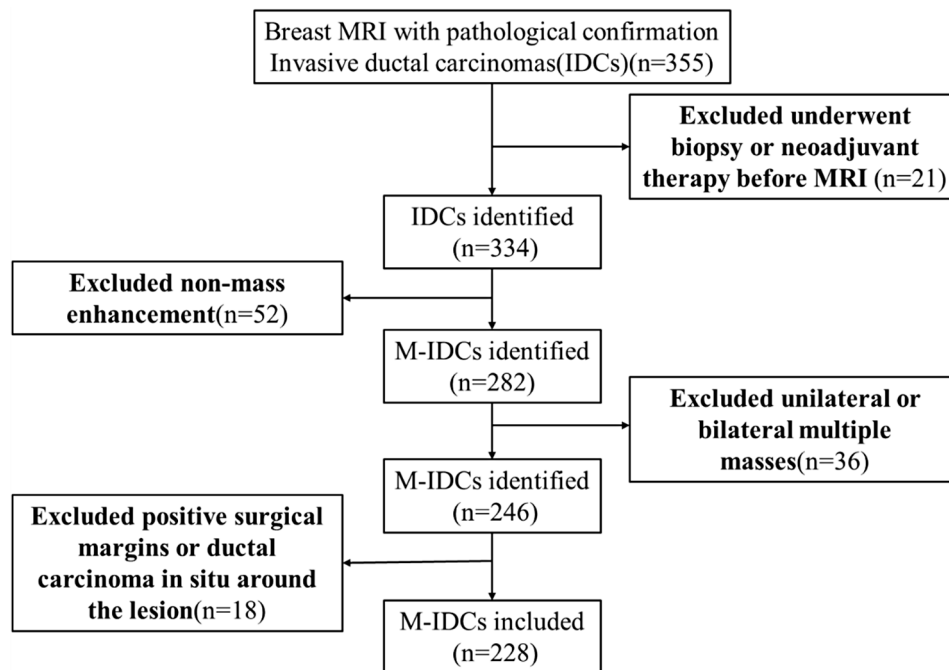 Breast MRI with pathological confirmation
Invasive ductal carcinomas(IDCs)(n=355)
Excluded underwent
biopsy or neoadjuvant
therapy before MRI (n=21)
IDCs identified
(n=334)
Excluded non-mass
enhancement(n=52)
M-IDCs identified
(n=282)
Excluded unilateral or
bilateral multiple
masses(n=36)
M-IDCs identified
(n=246)
Excluded positive surgical
margins or ductal
carcinoma in situ around
the lesion(n=18)
M-IDCs included
(n=228)